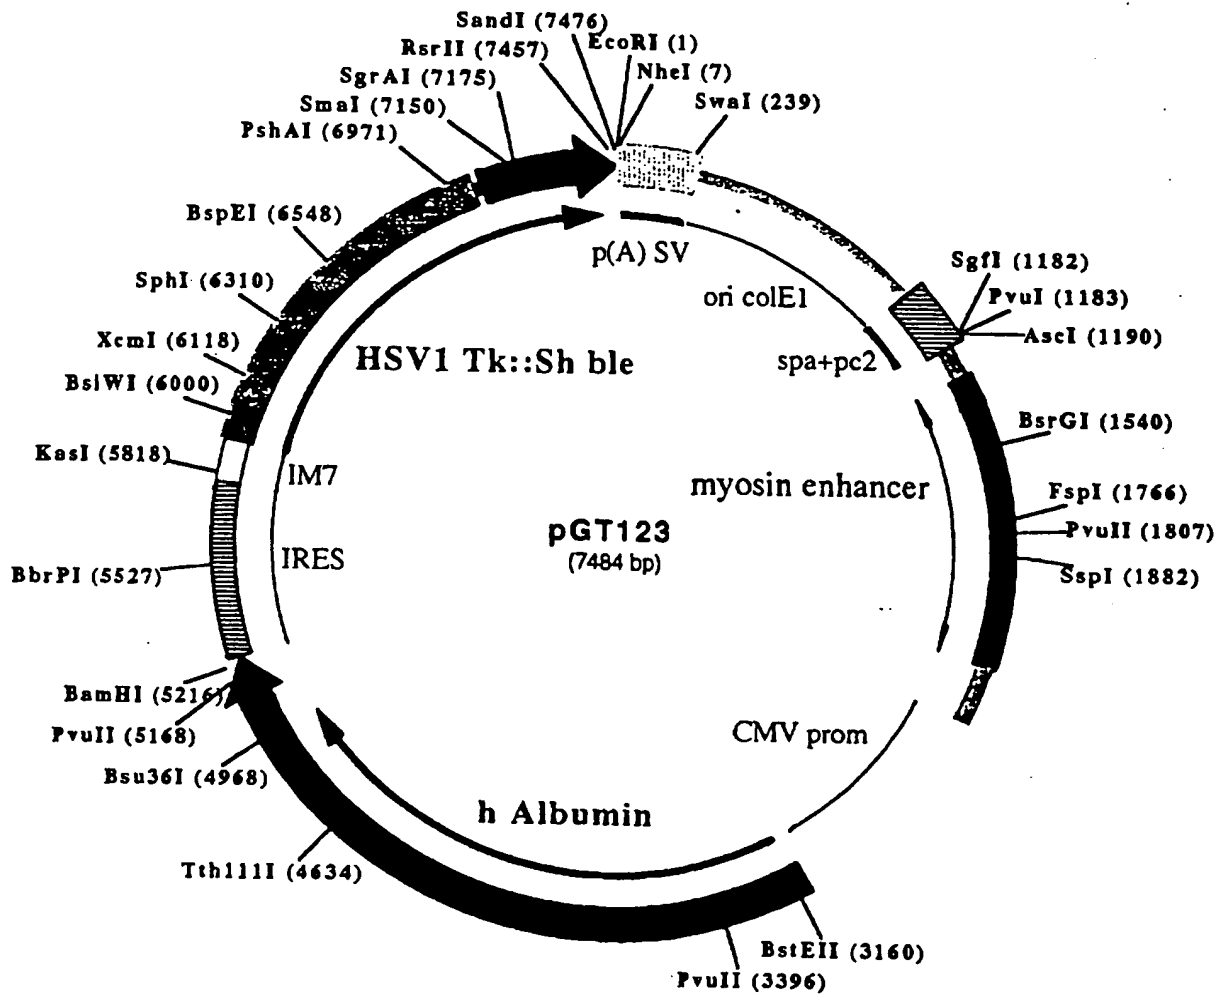 SandI (7476)
EcoRI (1)
RsrII (7457)
NheI (7)
SgrAI (7175)
SwaI (239)
SmaI (7150)
PshAI (6971)
BspEI (6548)
p(A) SV
SgfI (1182)
SphI (6310)
ori colE1
PvuI (1183)
AscI (1190)
XcmI (6118)
HSV1 Tk::Sh ble
spa+pc2
BsiWI (6000)
BsrGI (1540)
KasI (5818)
IM7
myosin enhancer
FspI (1766)
pGT123
PvuII (1807)
(7484 bp)
IRES
BbrPI (5527)
SspI (1882)
BamHI (5216)
PvuII (5168)
CMV prom
Bsu36I (4968)
h Albumin
Tth111I (4634)
BstEII (3160)
PvuII (3396)